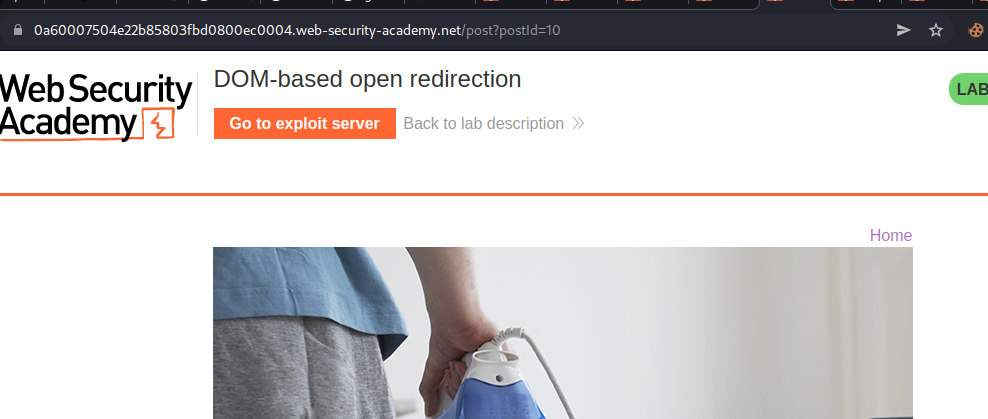 0a60007504e22b85803fbd0800ec0004.web-security-academy.net/post?postId=10
Web Security
Academy
DOM-based open redirection
Go to exploit server
Back to lab description
LAB
Home